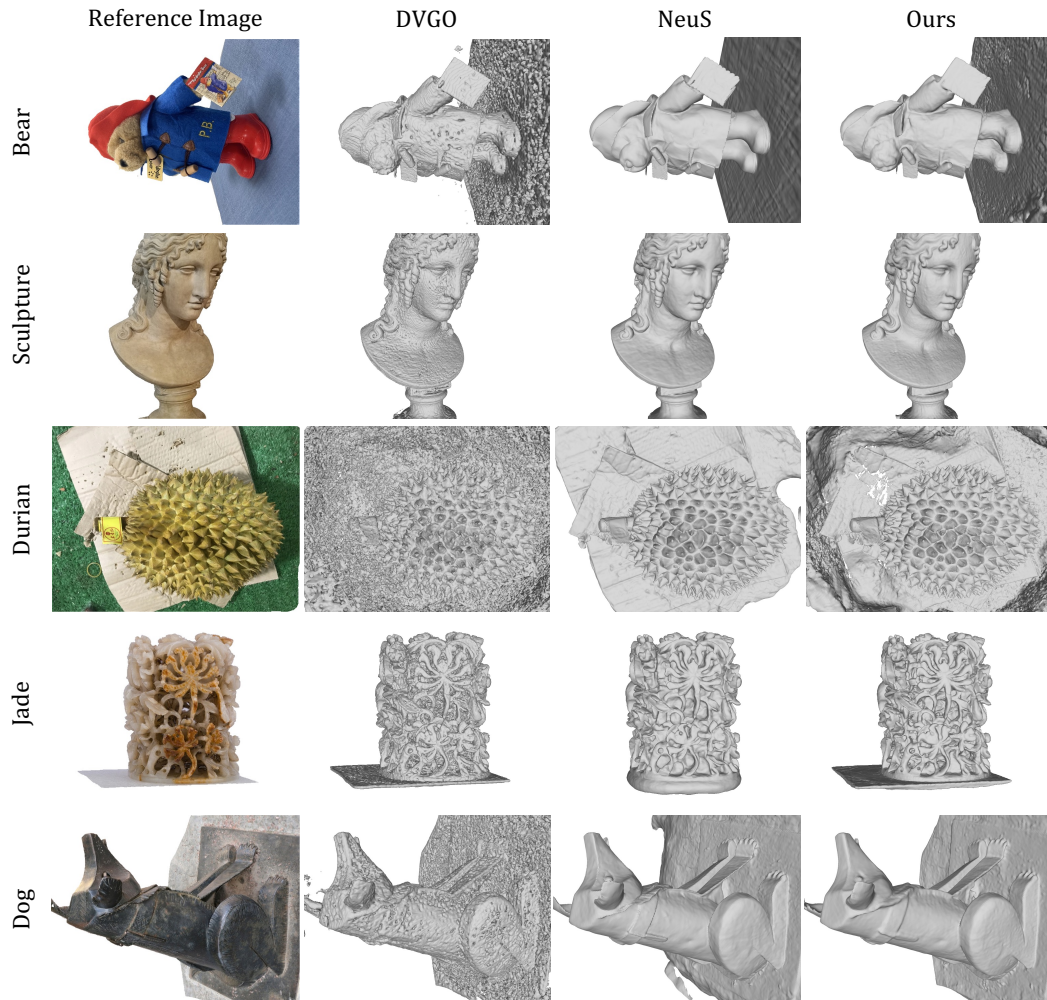 Reference Image DVGO NeuS Ours
Bear
P.B.
Sculpture
Durian
Jade
Dog